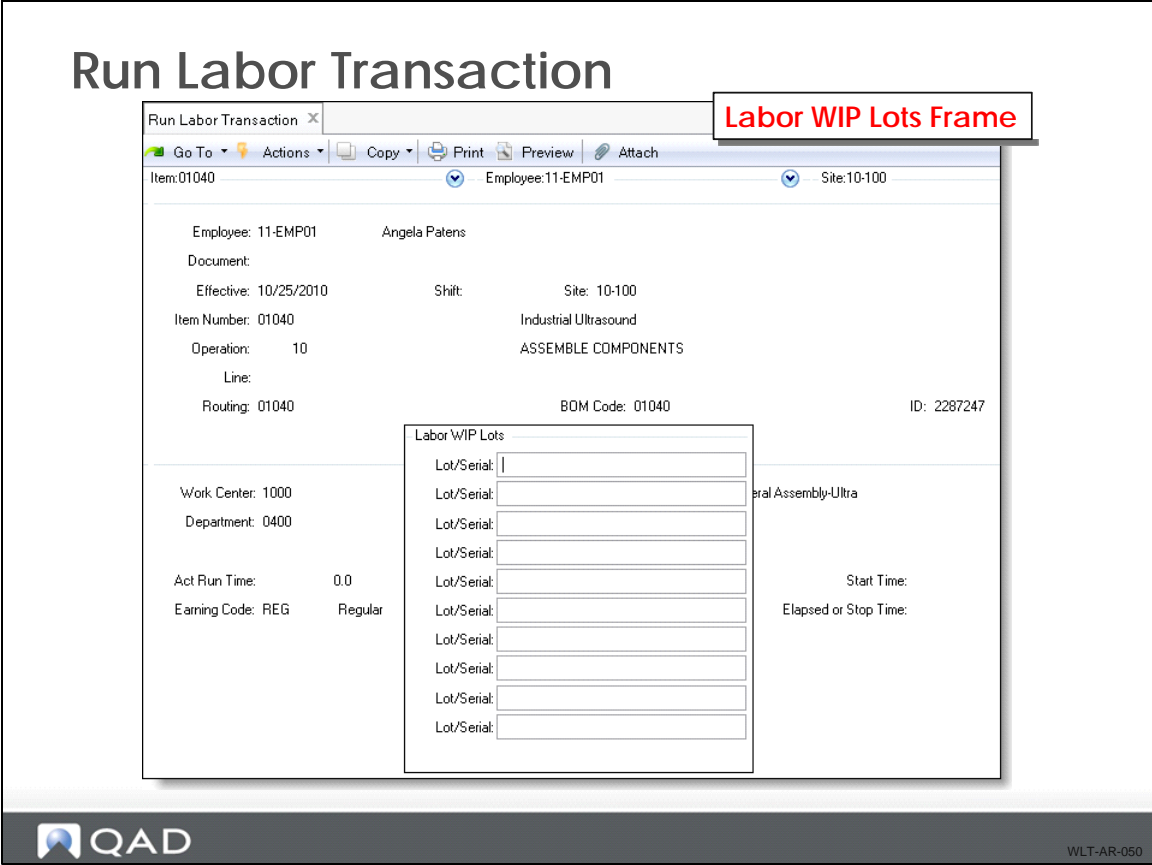 Run Labor Transaction
Labor WIP Lots Frame
Run Labor Transaction X
Go To Actions Copy Print Preview Attach
Item:01040 Employee:11-EMP01 Site:10-100
Employee: 11-EMP01 Angela Patens
Document:
Effective: 10/25/2010 Shift: Site: 10-100
Item Number: 01040 Industrial Ultrasound
Operation: 10 ASSEMBLE COMPONENTS
Line:
Routing: 01040 BOM Code: 01040 ID: 2287247
Labor WIP Lots
Lot/Serial:
Work Center: 1000 Lot/Serial: eral Assembly-Ultra
Department: 0400 Lot/Serial:
Lot/Serial:
Act Run Time: 0.0 Lot/Serial: Start Time:
Earning Code: REG Regular Lot/Serial: Elapsed or Stop Time:
Lot/Serial:
Lot/Serial:
Lot/Serial:
Lot/Serial:
QAD
WLT-AR-050